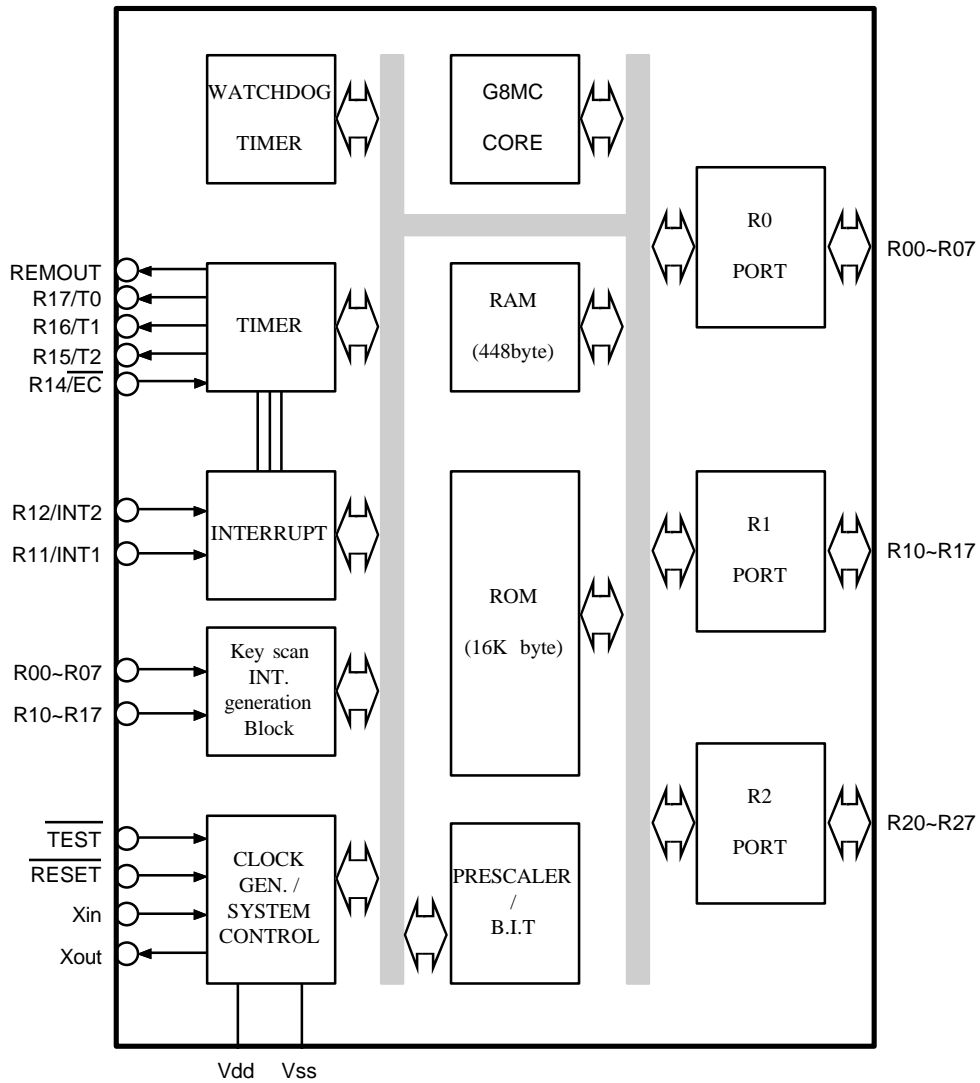 WATCHDOG
TIMER
G8MC
CORE
R0
PORT
R00~R07
REMOUT
R17/T0
R16/T1
R15/T2
R14/EC
TIMER
RAM
(448byte)
R12/INT2
R11/INT1
INTERRUPT
ROM
(16K byte)
R1
PORT
R10~R17
R00~R07
R10~R17
Key scan
INT.
generation
Block
TEST
RESET
Xin
Xout
CLOCK
GEN. /
SYSTEM
CONTROL
PRESCALER
/
B.I.T
R2
PORT
R20~R27
Vdd
Vss